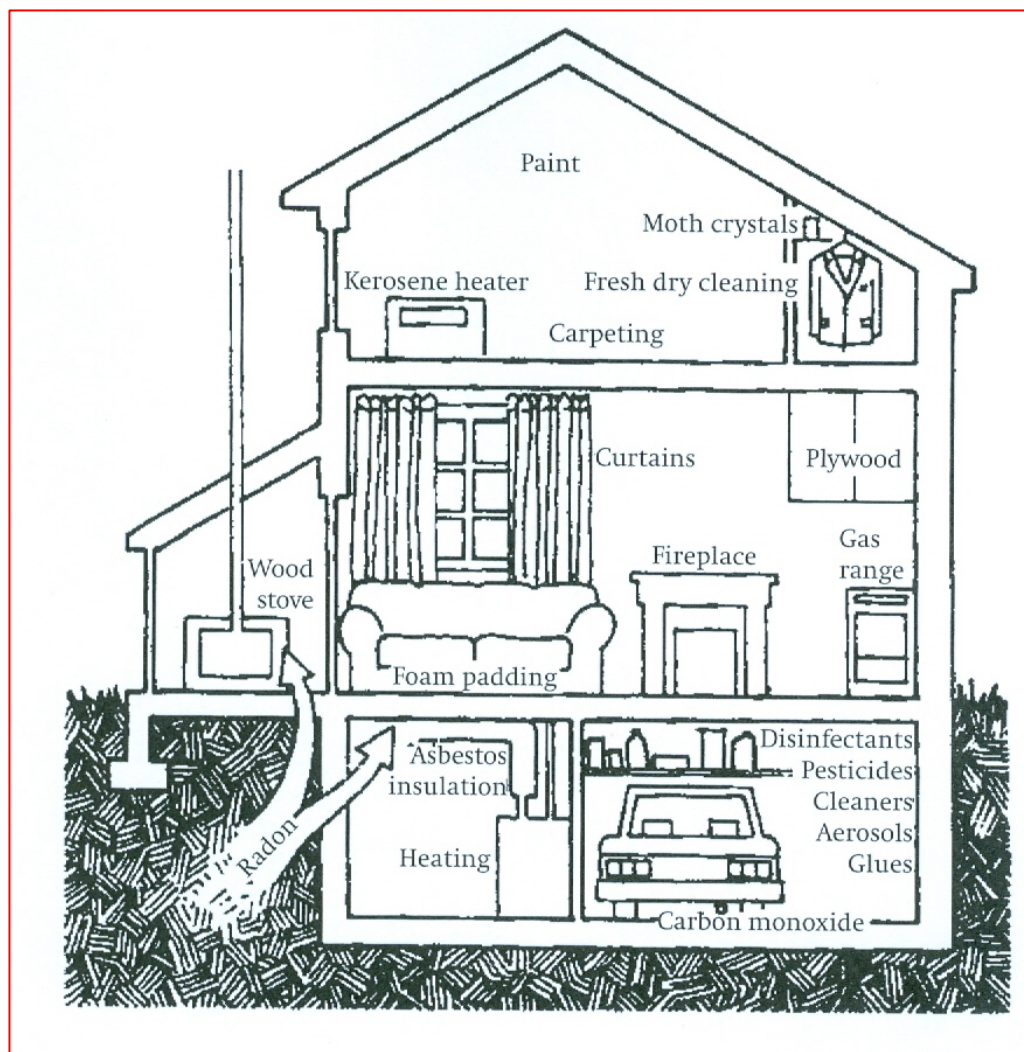 Paint
Moth crystals
Kerosene heater
Fresh dry cleaning
Carpeting
Curtains
Plywood
Wood
stove
Fireplace
Gas
range
Foam padding
Asbestos
insulation
Radon
Heating
Disinfectants
Pesticides
Cleaners
Aerosols
Glues
Carbon monoxide